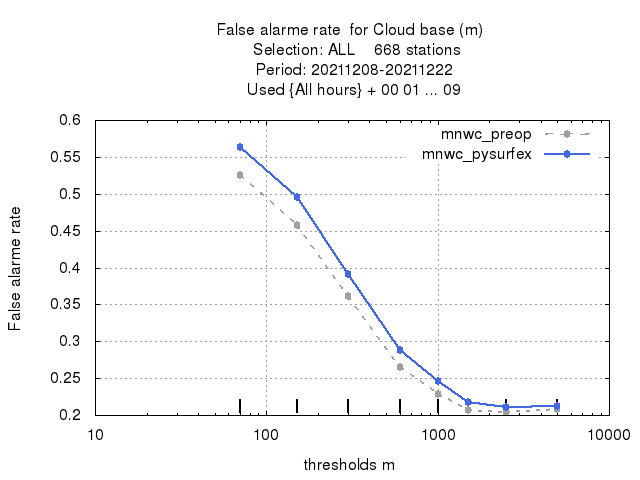 False alarme rate  for Cloud base (m)
Selection: ALL    668 stations
Period: 20211208-20211222
Used {All hours} + 00 01 ... 09
mnwc_preop
mnwc_pysurfex
False alarme rate
0.6
0.55
0.5
0.45
0.4
0.35
0.3
0.25
0.2
10
100
1000
10000
thresholds m